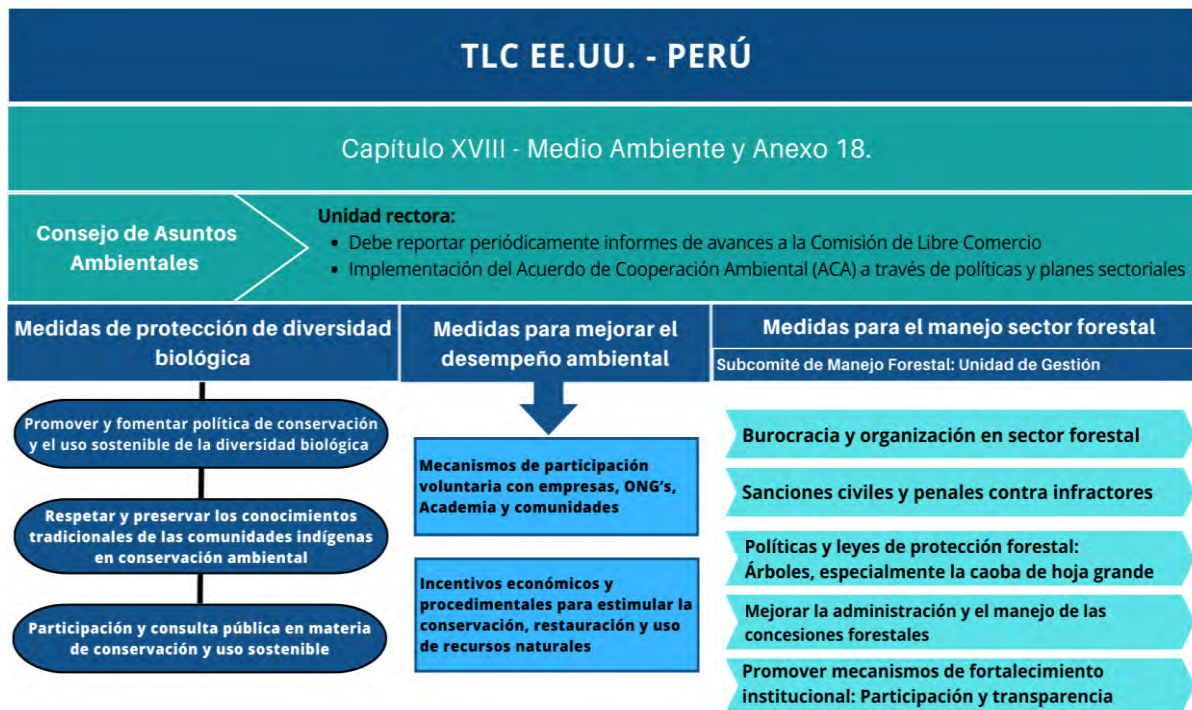 TLC EE.UU. - PERÚ
Capítulo XVIII - Medio Ambiente y Anexo 18.
Consejo de Asuntos
Ambientales
Unidad rectora:
• Debe reportar periódicamente informes de avances a la Comisión de Libre Comercio
• Implementación del Acuerdo de Cooperación Ambiental (ACA) a través de políticas y planes sectoriales
Medidas de protección de diversidad
biológica
Promover y fomentar política de conservación
y el uso sostenible de la diversidad biológica
Respetar y preservar los conocimientos
tradicionales de las comunidades indígenas
en conservación ambiental
Participación y consulta pública en materia
de conservación y uso sostenible
Medidas para mejorar el
desempeño ambiental
Mecanismos de participación
voluntaria con empresas, ONG's,
Academia y comunidades
Incentivos económicos y
procedimentales para estimular la
conservación, restauración y uso
de recursos naturales
Medidas para el manejo sector forestal
Subcomité de Manejo Forestal: Unidad de Gestión
Burocracia y organización en sector forestal
Sanciones civiles y penales contra infractores
Políticas y leyes de protección forestal:
Árboles, especialmente la caoba de hoja grande
Mejorar la administración y el manejo de las
concesiones forestales
Promover mecanismos de fortalecimiento
institucional: Participación y transparencia